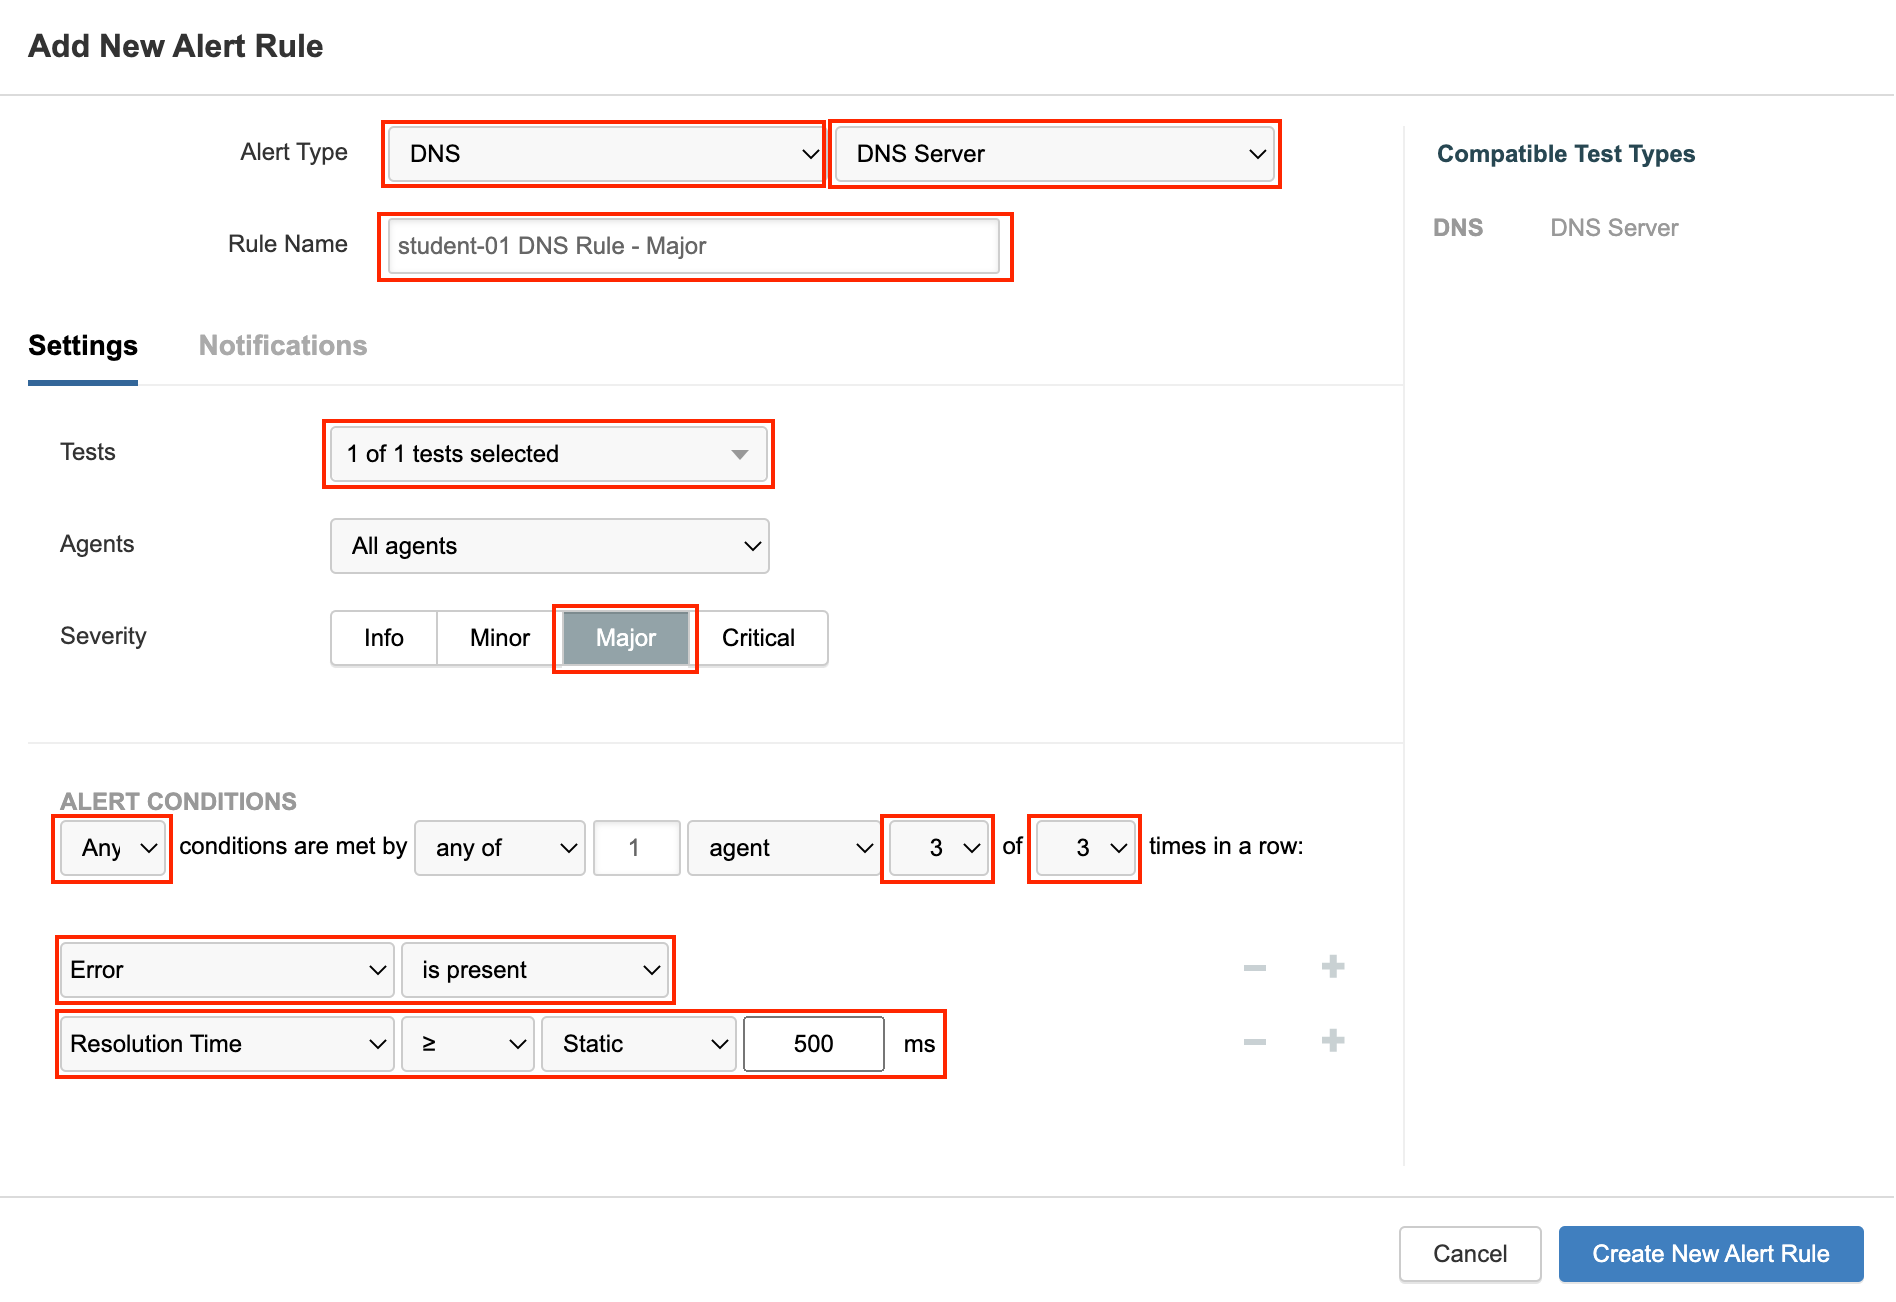 Add New Alert Rule
Alert Type DNS DNS Server
Rule Name student-01 DNS Rule - Major
Compatible Test Types
DNS DNS Server
Settings Notifications
Tests 1 of 1 tests selected
Agents All agents
Severity Info Minor Major Critical
ALERT CONDITIONS
Any conditions are met by any of 1 agent 3 of 3 times in a row:
Error is present
Resolution Time ≥ Static 500 ms
Cancel Create New Alert Rule